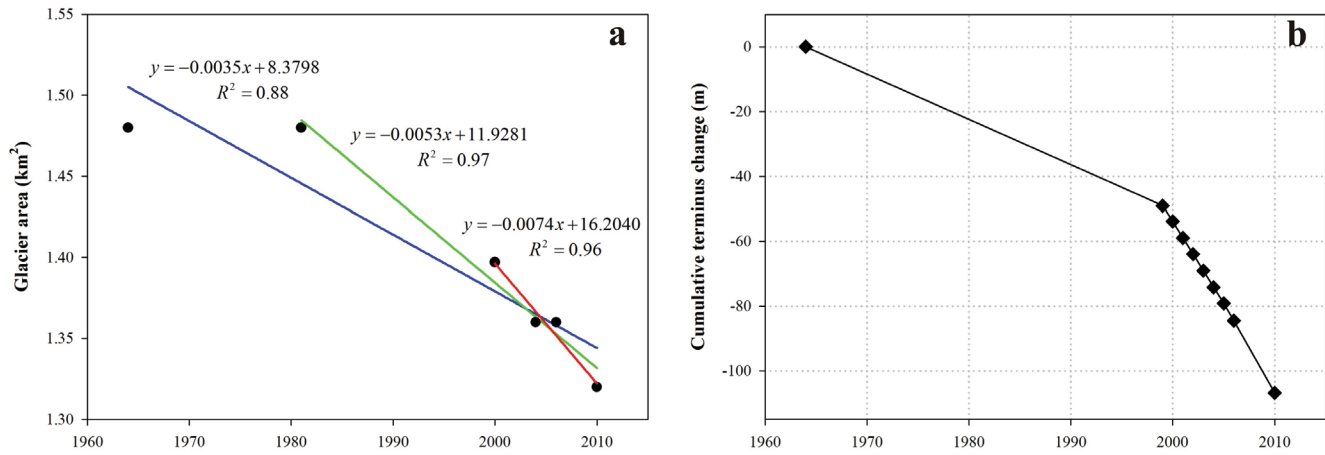 a
y = −0.0035x + 8.3798
R² = 0.88
y = −0.0053x + 11.9281
R² = 0.97
y = −0.0074x + 16.2040
R² = 0.96
Glacier area (km²)
1.55
1.50
1.45
1.40
1.35
1.30
1960 1970 1980 1990 2000 2010
b
Cumulative terminus change (m)
0
-20
-40
-60
-80
-100
1960 1970 1980 1990 2000 2010